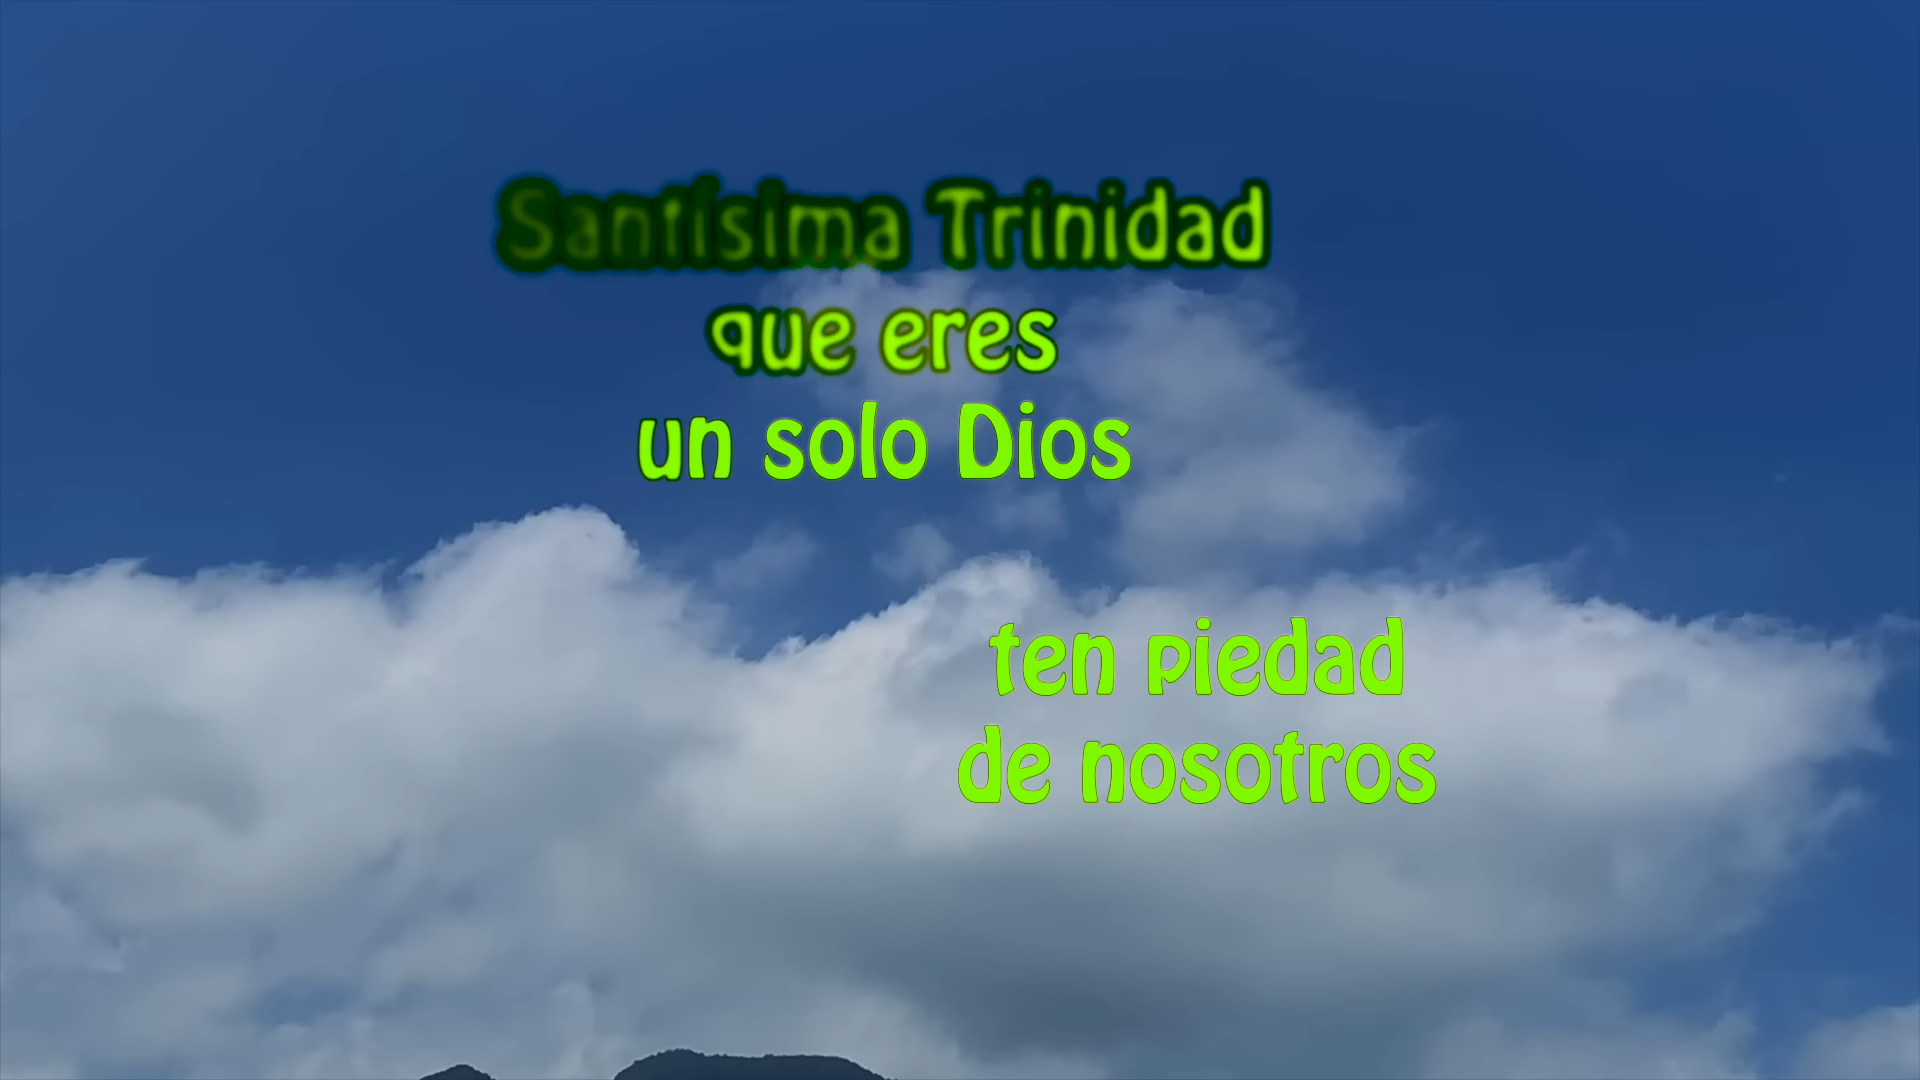 Santísima Trinidad
que eres
un solo Dios
ten piedad
de nosotros